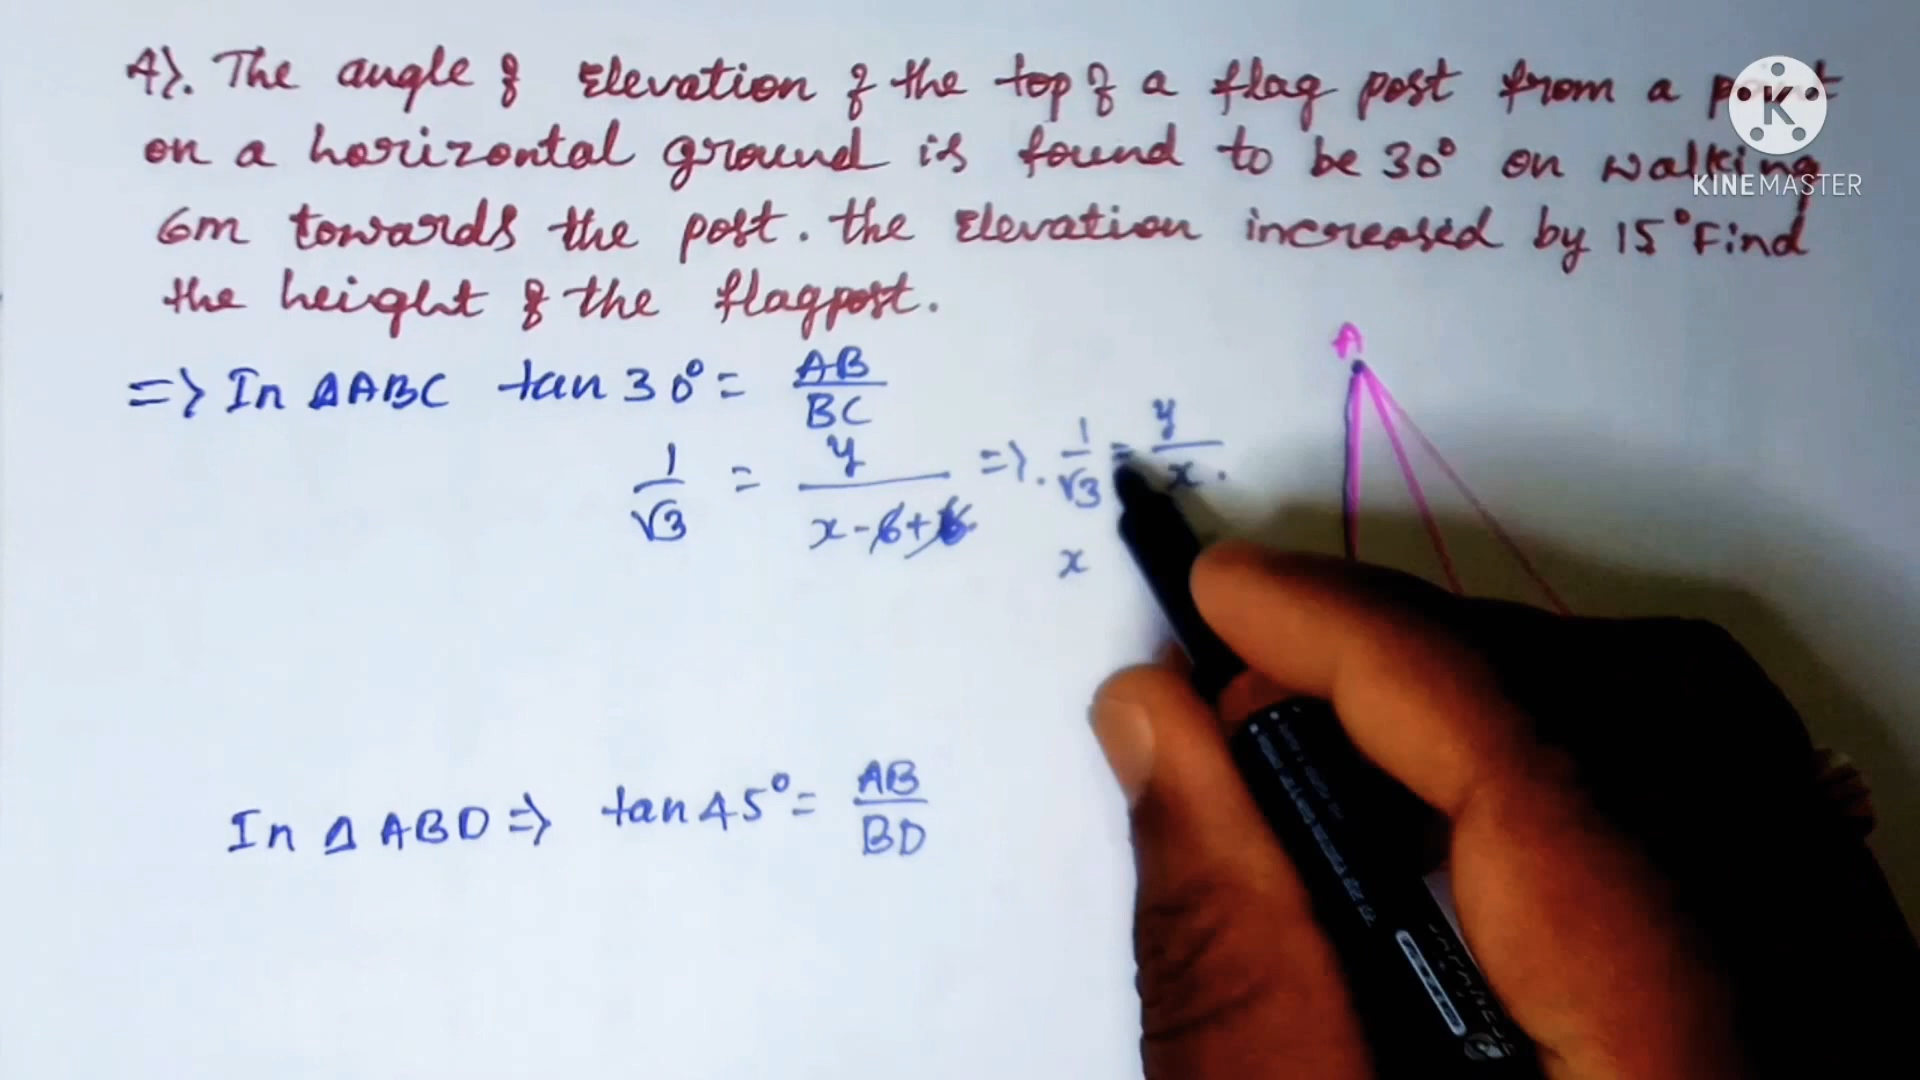 4). The angle of Elevation of the top of a flag post from a point
on a horizontal ground is found to be 30° on walking
6m towards the post. the Elevation increased by 15° Find
the height of the flagpost.
K
KINEMASTER
A
=> In ΔABC tan 30° = AB/BC
1/√3 = y/(x-6+6) =>. 1/√3 = y/x.
x
In Δ ABD => tan 45° = AB/BD